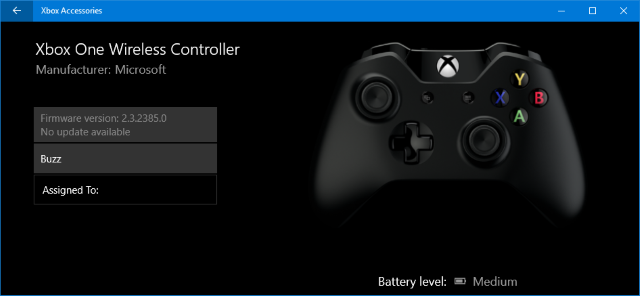 Xbox Accessories
Xbox One Wireless Controller
Manufacturer: Microsoft
Firmware version: 2.3.2385.0
No update available
Buzz
Assigned To:
Y
X
B
A
Battery level: Medium